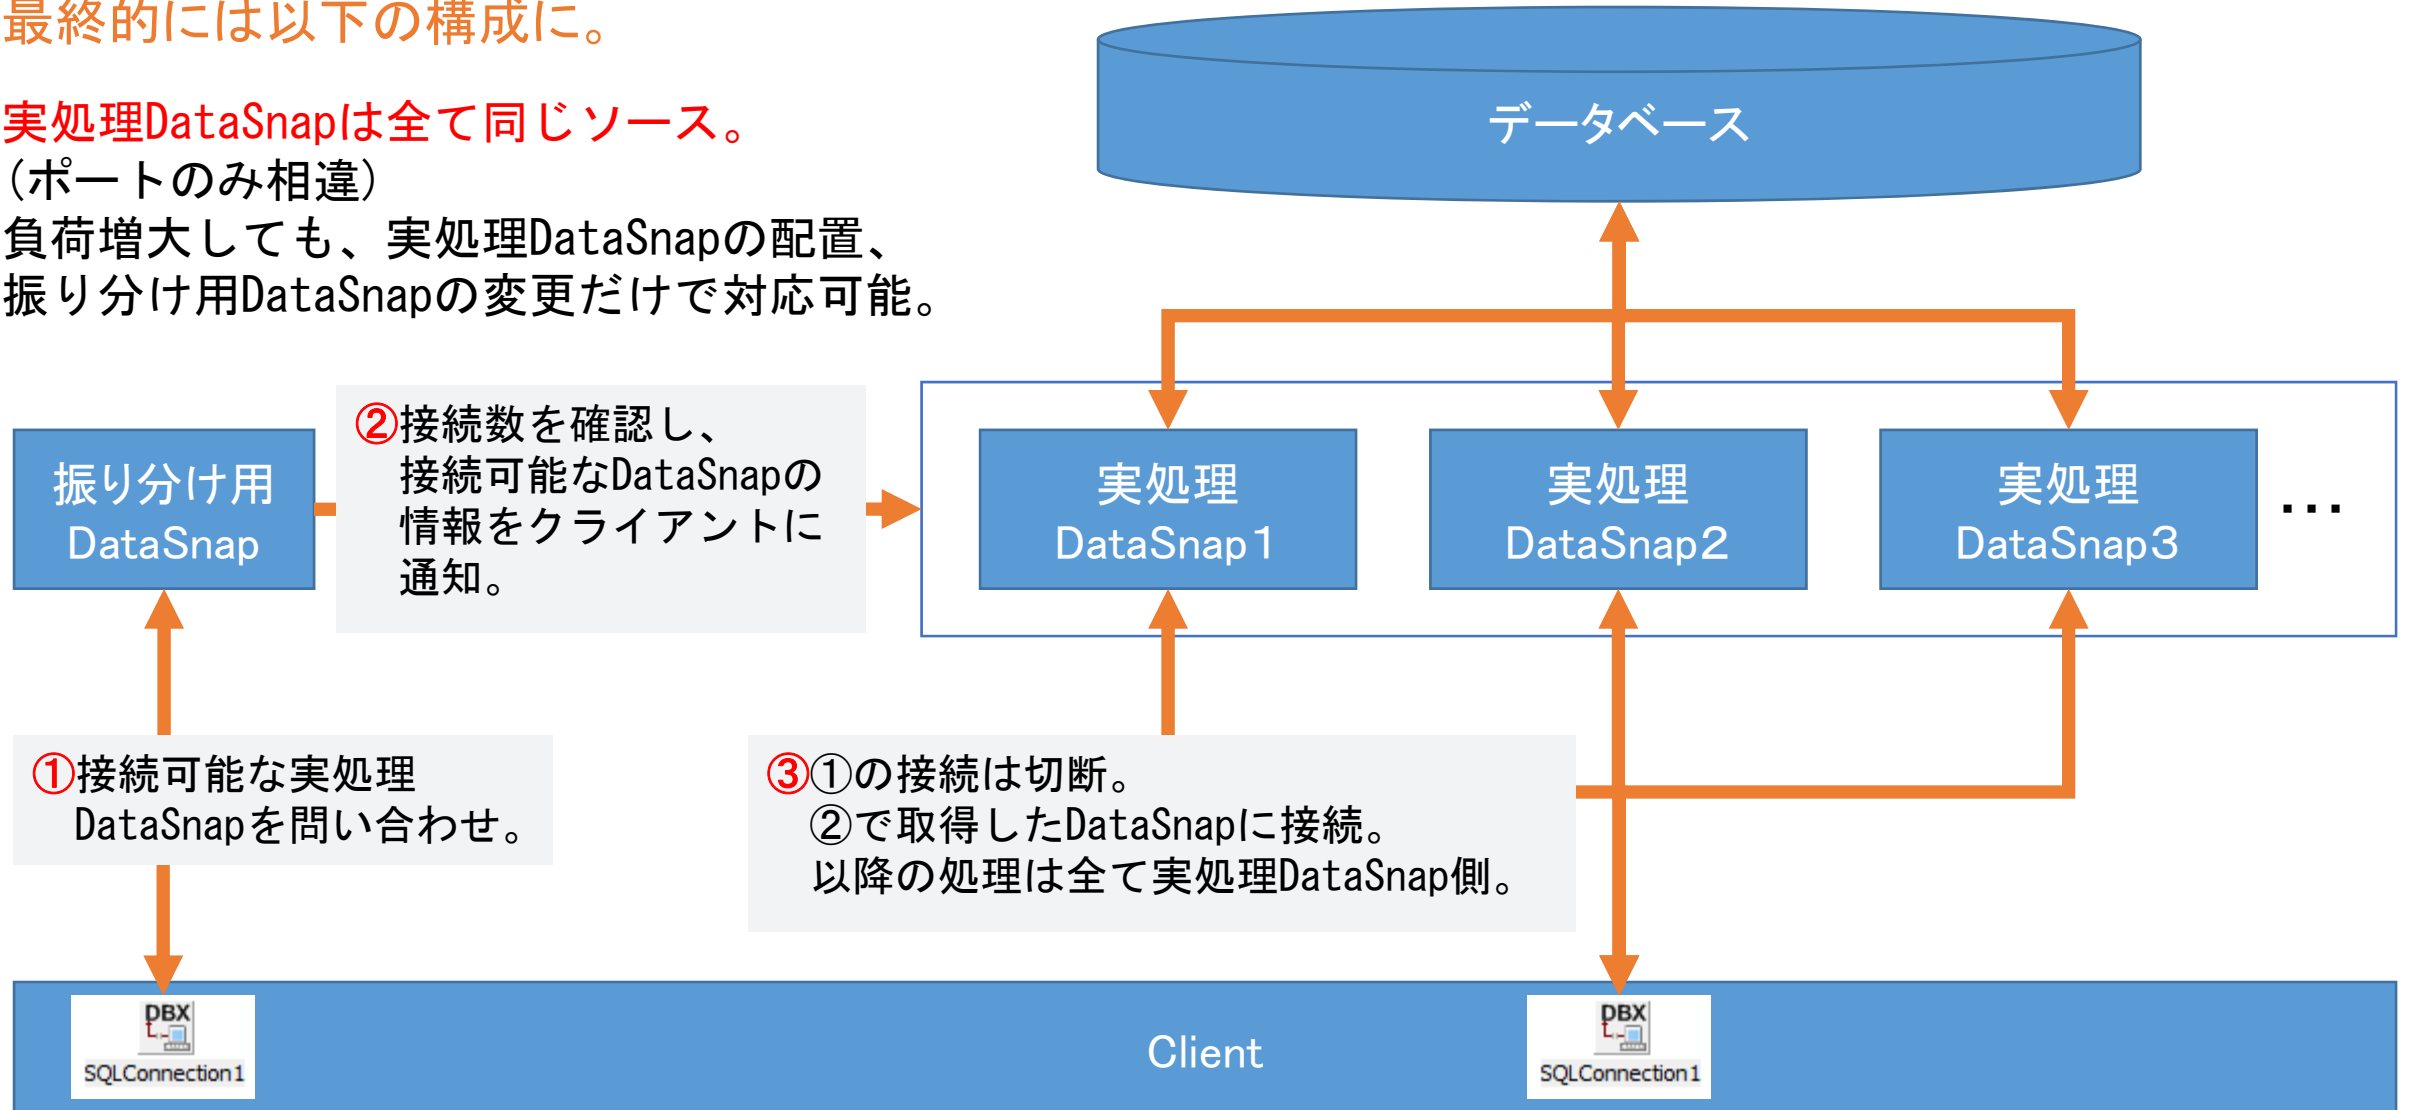 最終的には以下の構成に。
実処理DataSnapは全て同じソース。
(ポートのみ相違)
負荷増大しても、実処理DataSnapの配置、
振り分け用DataSnapの変更だけで対応可能。
データベース
振り分け用
DataSnap
②接続数を確認し、
接続可能なDataSnapの
情報をクライアントに
通知。
実処理
DataSnap1
実処理
DataSnap2
実処理
DataSnap3
・・・
①接続可能な実処理
DataSnapを問い合わせ。
③①の接続は切断。
②で取得したDataSnapに接続。
以降の処理は全て実処理DataSnap側。
DBX
SQLConnection1
Client
DBX
SQLConnection1